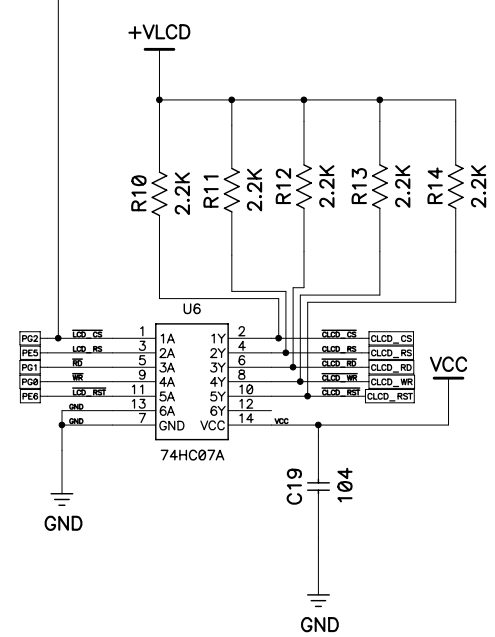 +VLCD
R10 2.2K R11 2.2K R12 2.2K R13 2.2K R14 2.2K
U6
PG2 LCD_CS 1 1A 1Y 2 CLCD_CS CLCD_CS
PE5 LCD_RS 3 2A 2Y 4 CLCD_RS CLCD_RS
PG1 RD 5 3A 3Y 6 CLCD_RD CLCD_RD
PG0 WR 9 4A 4Y 8 CLCD_WR CLCD_WR
PE6 LCD_RST 11 5A 5Y 10 CLCD_RST CLCD_RST
GND 13 6A 6Y 12
GND 7 GND VCC 14 VCC
VCC
74HC07A
C19 104
GND
GND